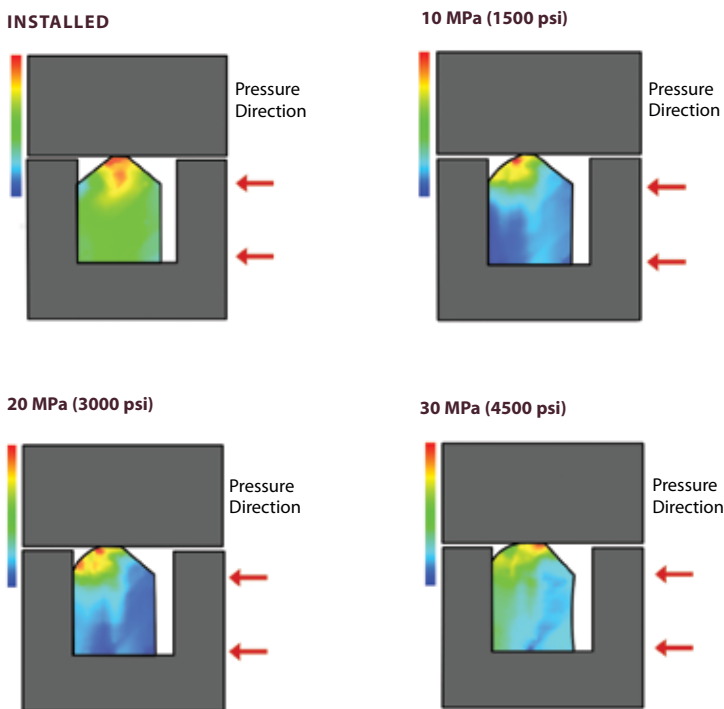 INSTALLED
Pressure
Direction
10 MPa (1500 psi)
Pressure
Direction
20 MPa (3000 psi)
Pressure
Direction
30 MPa (4500 psi)
Pressure
Direction